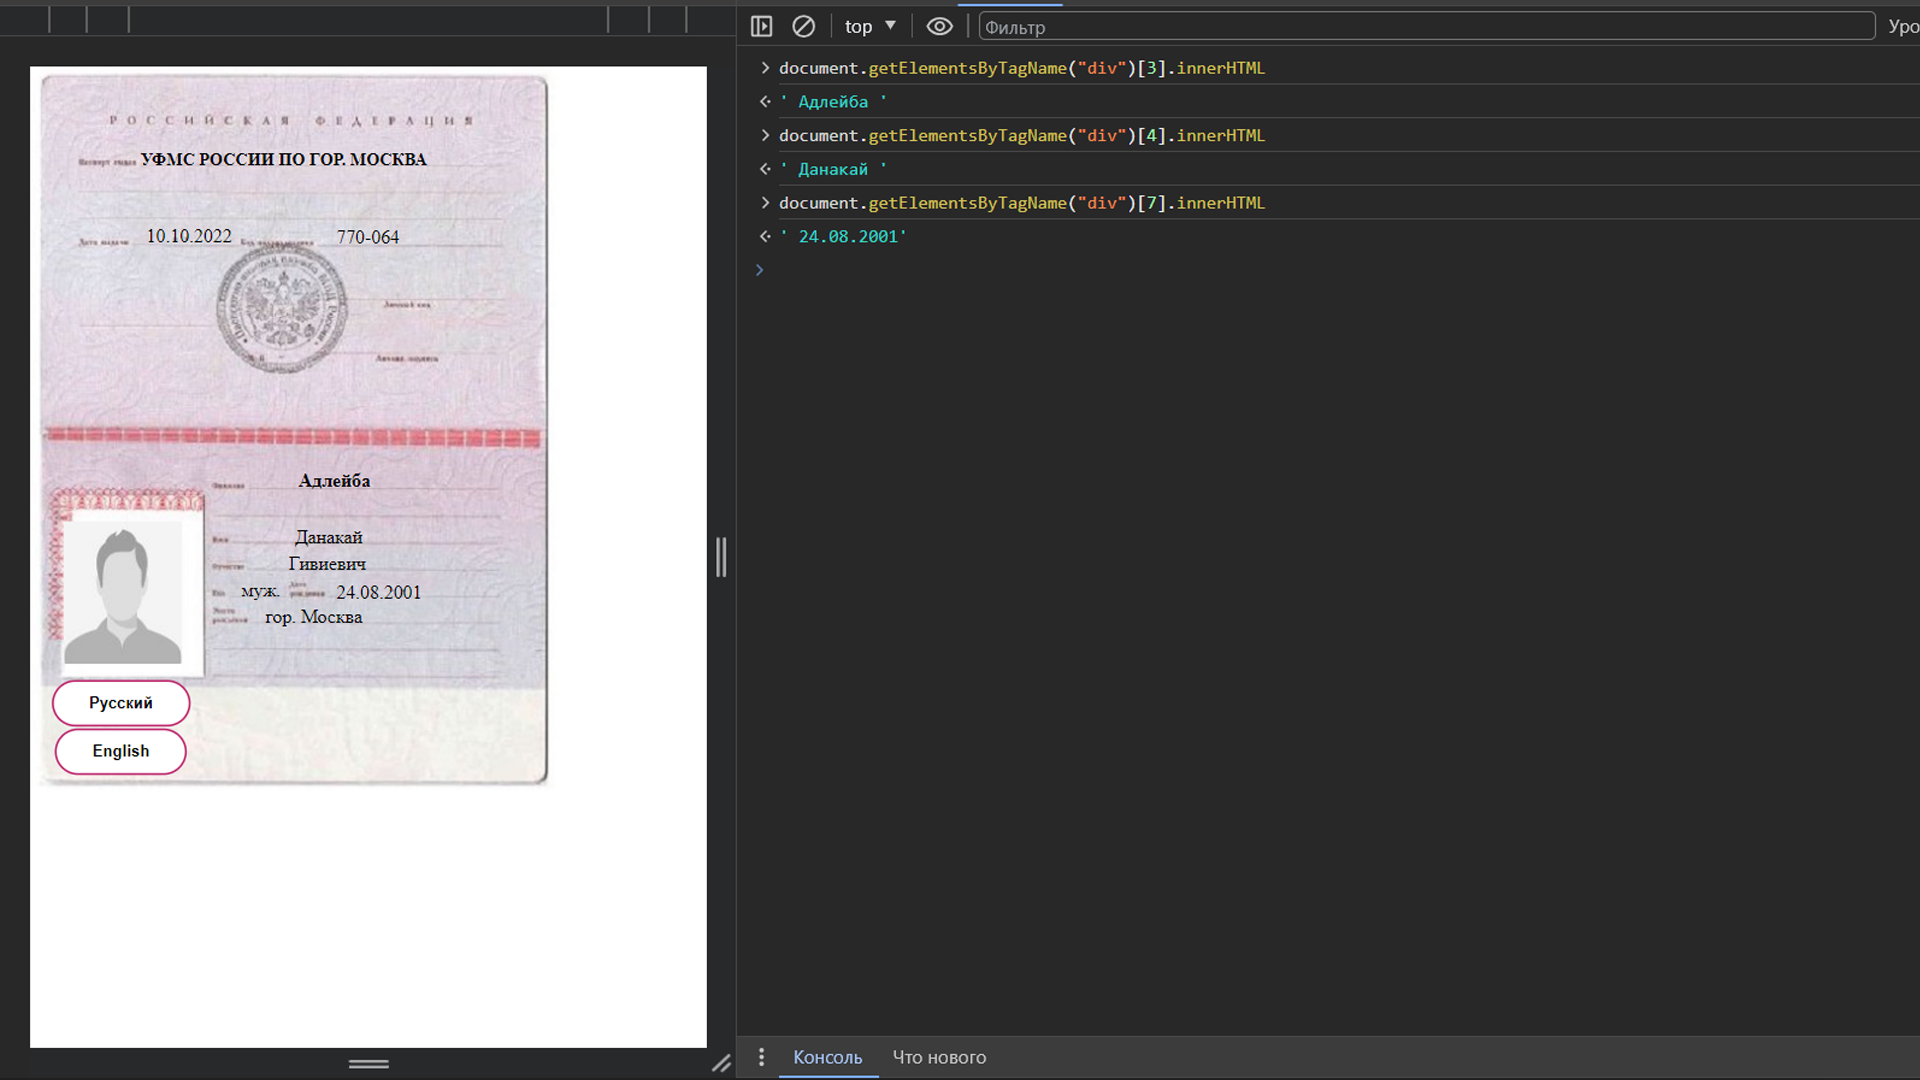 РОССИЙСКАЯ ФЕДЕРАЦИЯ
Паспорт выдан УФМС РОССИИ ПО ГОР. МОСКВА
Дата выдачи 10.10.2022 Код подразделения 770-064
Личный код
Личная подпись
Фамилия Адлейба
Имя Данакай
Отчество Гивиевич
Пол муж. Дата рождения 24.08.2001
Место рождения гор. Москва
Русский
English
top ▼ Фильтр Уро
> document.getElementsByTagName("div")[3].innerHTML
' Адлейба '
> document.getElementsByTagName("div")[4].innerHTML
' Данакай '
> document.getElementsByTagName("div")[7].innerHTML
' 24.08.2001'
>
Консоль Что нового